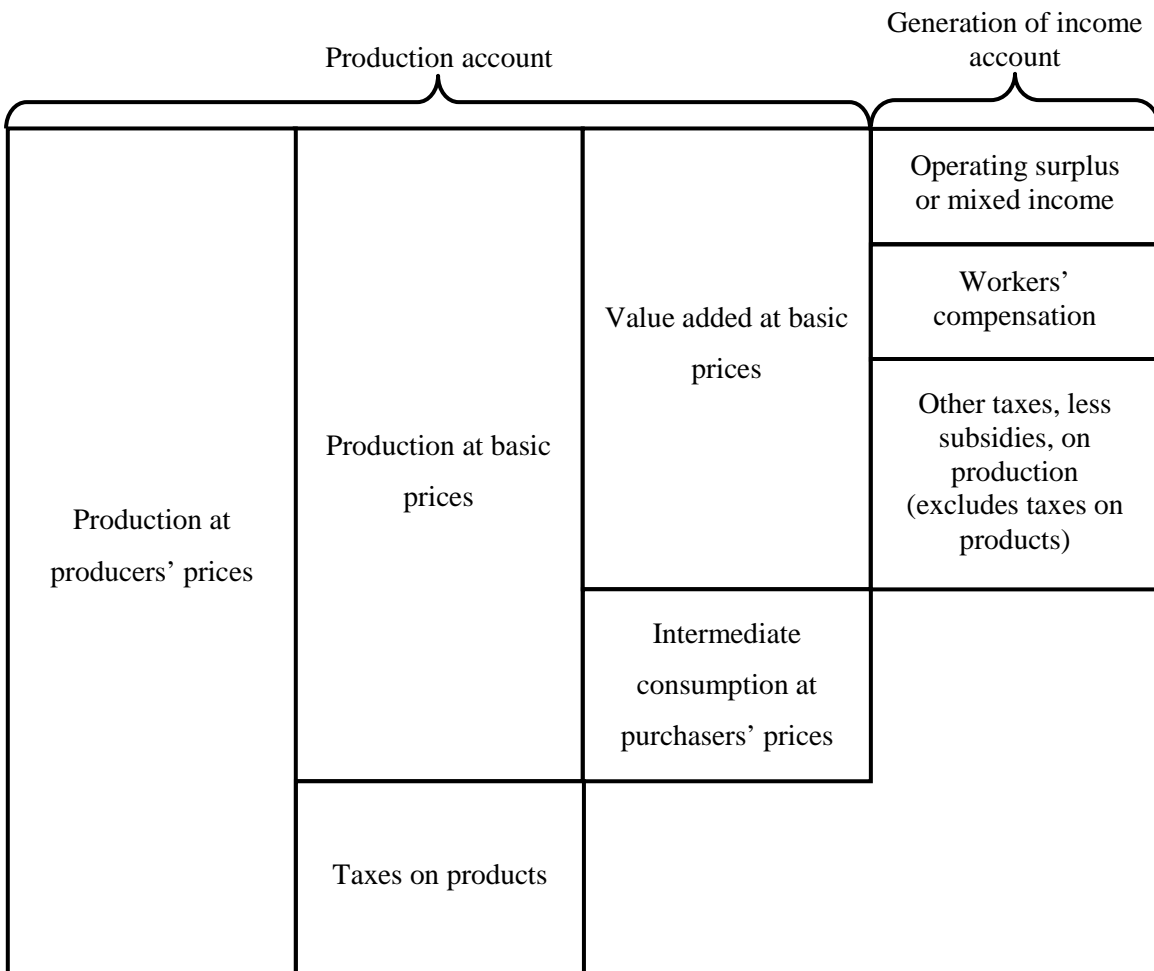 Production account
Generation of income
account
Production at
producers’ prices
Production at basic
prices
Taxes on products
Value added at basic
prices
Intermediate
consumption at
purchasers’ prices
Operating surplus
or mixed income
Workers’
compensation
Other taxes, less
subsidies, on
production
(excludes taxes on
products)